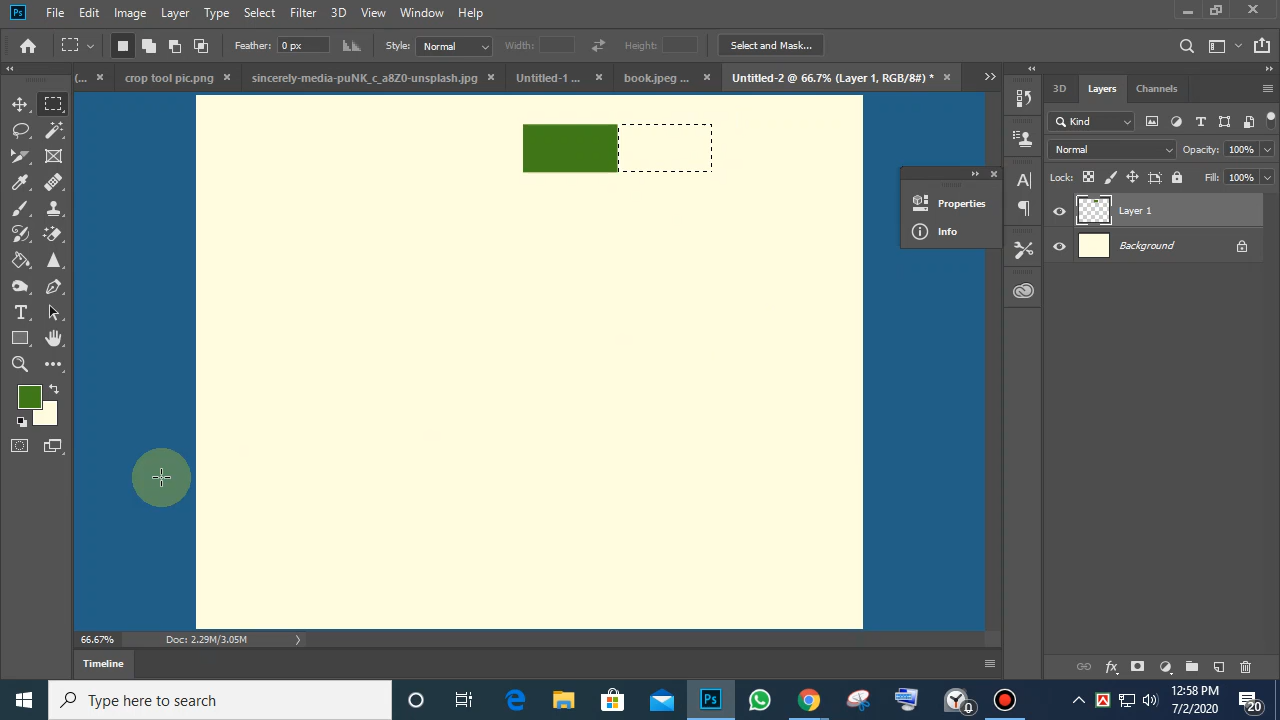 Ps File Edit Image Layer Type Select Filter 3D View Window Help
Feather: 0 px Style: Normal Width: Height: Select and Mask...
(... × crop tool pic.png × sincerely-media-puNK_c_a8Z0-unsplash.jpg × Untitled-1 ... × book.jpeg ... × Untitled-2 @ 66.7% (Layer 1, RGB/8#) * ×
3D Layers Channels
Kind
Normal Opacity: 100%
Lock: Fill: 100%
Properties
Info
Layer 1
Background
66.67% Doc: 2.29M/3.05M
Timeline
Type here to search
Ps
0
12:58 PM
7/2/2020
20